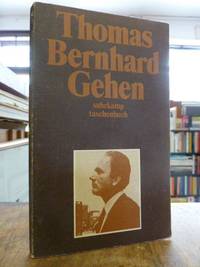 Thomas
Bernhard
Gehen
suhrkamp
taschenbuch